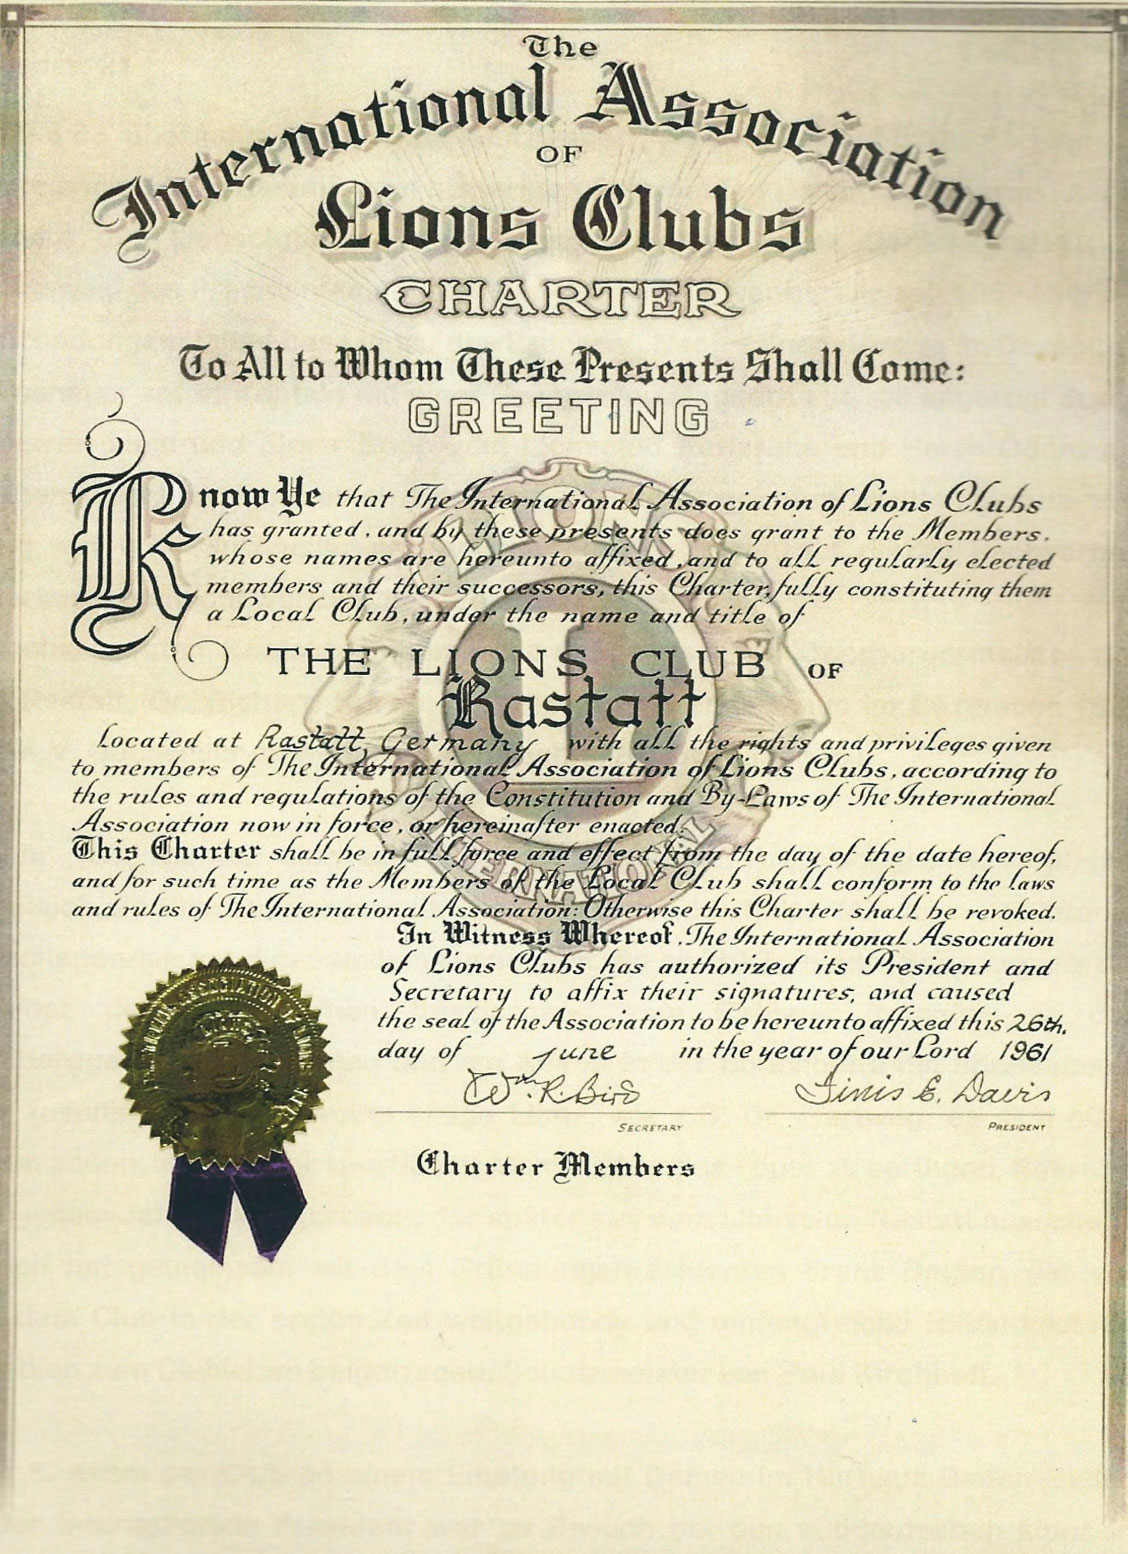 The
International Association
OF
Lions Clubs
CHARTER
To All to Whom These Presents Shall Come:
GREETING
Know Ye that The International Association of Lions Clubs
has granted, and by these presents does grant to the Members,
whose names are hereunto affixed, and to all regularly elected
members and their successors, this Charter, fully constituting them
a Local Club, under the name and title of
THE LIONS CLUB OF
Rastatt
Located at Rastatt, Germany with all the rights and privileges given
to members of The International Association of Lions Clubs, according to
the rules and regulations of the Constitution and By-Laws of The International
Association now in force, or hereinafter enacted.
This Charter shall be in full force and effect from the day of the date hereof,
and for such time as the Members of the Local Club shall conform to the laws
and rules of The International Association: Otherwise this Charter shall be revoked.
In Witness Whereof, The International Association
of Lions Clubs has authorized its President and
Secretary to affix their signatures, and caused
the seal of the Association to be hereunto affixed this 26th.
day of June in the year of our Lord 1961
Wm. R. Bird Finis E. Davis
SECRETARY PRESIDENT
Charter Members
LIONS
L
INTERNATIONAL
ASSOCIATION OF LIONS